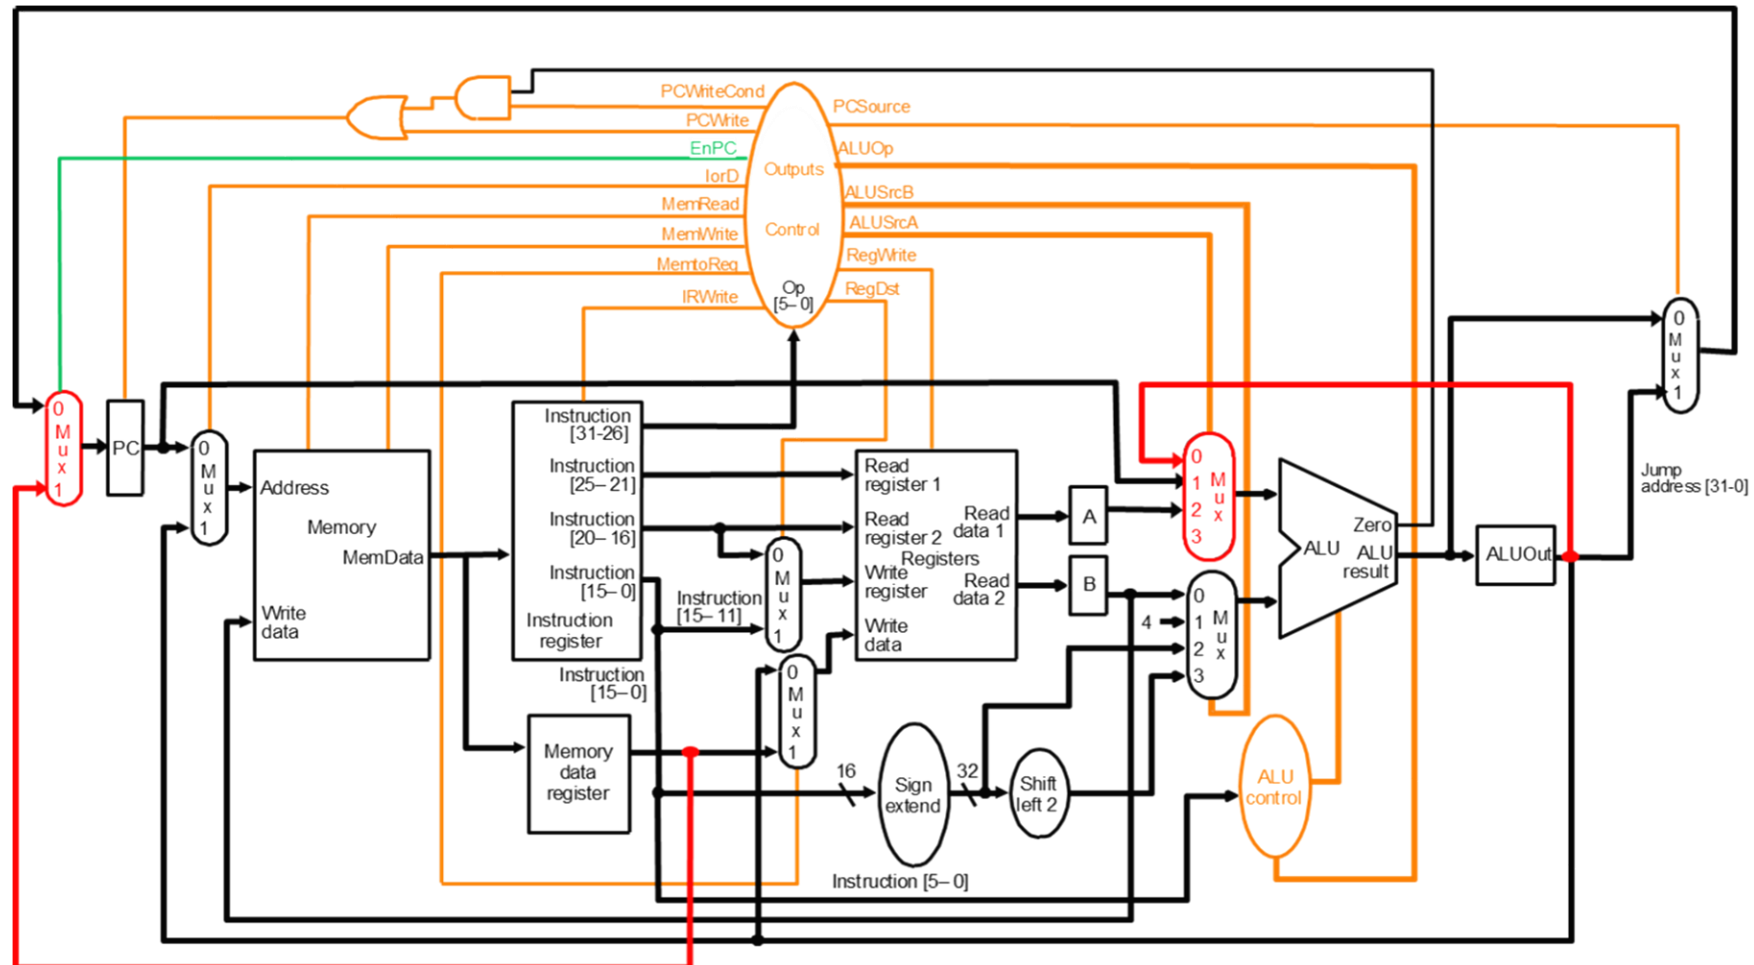 PCWriteCond
PCWrite
EnPC
IorD
MemRead
MemWrite
MemtoReg
IRWrite
Outputs
Control
Op
[5–0]
PCSource
ALUOp
ALUSrcB
ALUSrcA
RegWrite
RegDst
0
M
u
x
1
PC
0
M
u
x
1
Address
Memory
MemData
Write
data
Instruction
[31-26]
Instruction
[25–21]
Instruction
[20–16]
Instruction
[15–0]
Instruction
register
Instruction
[15–0]
Memory
data
register
Instruction
[15–11]
0
M
u
x
1
0
M
u
x
1
Read
register 1
Read
register 2
Registers
Write
register
Write
data
Read
data 1
Read
data 2
A
B
4
0
1
2
3
M
u
x
0
1
2
3
M
u
x
16
Sign
extend
32
Shift
left 2
Instruction [5–0]
ALU
control
Zero
ALU
ALU
result
ALUOut
0
M
u
x
1
Jump
address [31-0]